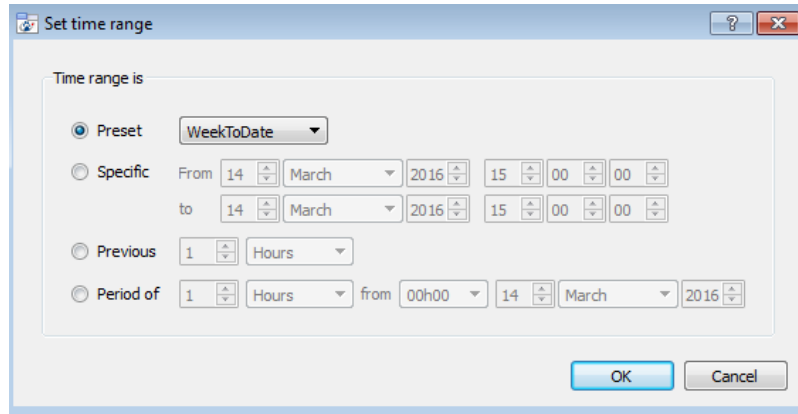 Set time range
Time range is
Preset WeekToDate
Specific From 14 March 2016 15 00 00
to 14 March 2016 15 00 00
Previous 1 Hours
Period of 1 Hours from 00h00 14 March 2016
OK Cancel